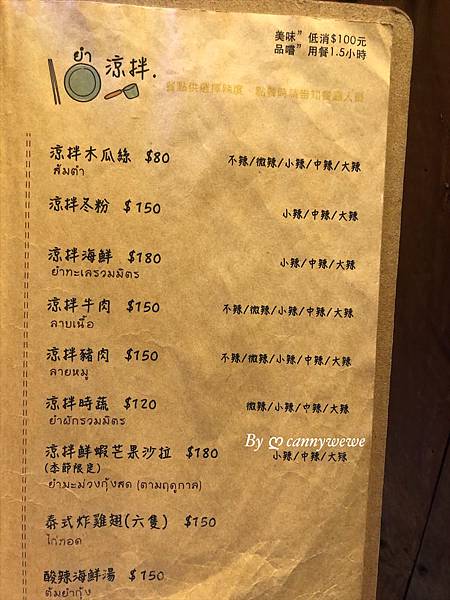 美味” 低消$100元
品嚐” 用餐1.5小時
ยำ 涼拌.
涼拌木瓜絲 $80 不辣/微辣/小辣/中辣/大辣
ส้มตำ
涼拌冬粉 $150 小辣/中辣/大辣
涼拌海鮮 $180 小辣/中辣/大辣
ยำทะเลรวมมิตร
涼拌牛肉 $150 不辣/微辣/小辣/中辣/大辣
ลาบเนื้อ
涼拌豬肉 $150 不辣/微辣/小辣/中辣/大辣
ลาบหมู
涼拌時蔬 $120 微辣/小辣/中辣/大辣
ยำผักรวมมิตร
By cannywewe
涼拌鮮蝦芒果沙拉 $180 小辣/中辣/大辣
(本節限定)
ยำมะม่วงกุ้งสด (ตามฤดูกาล)
泰式炸雞翅(六隻) $150
ไก่ทอด
酸辣海鮮湯 $150
ต้มยำกุ้ง